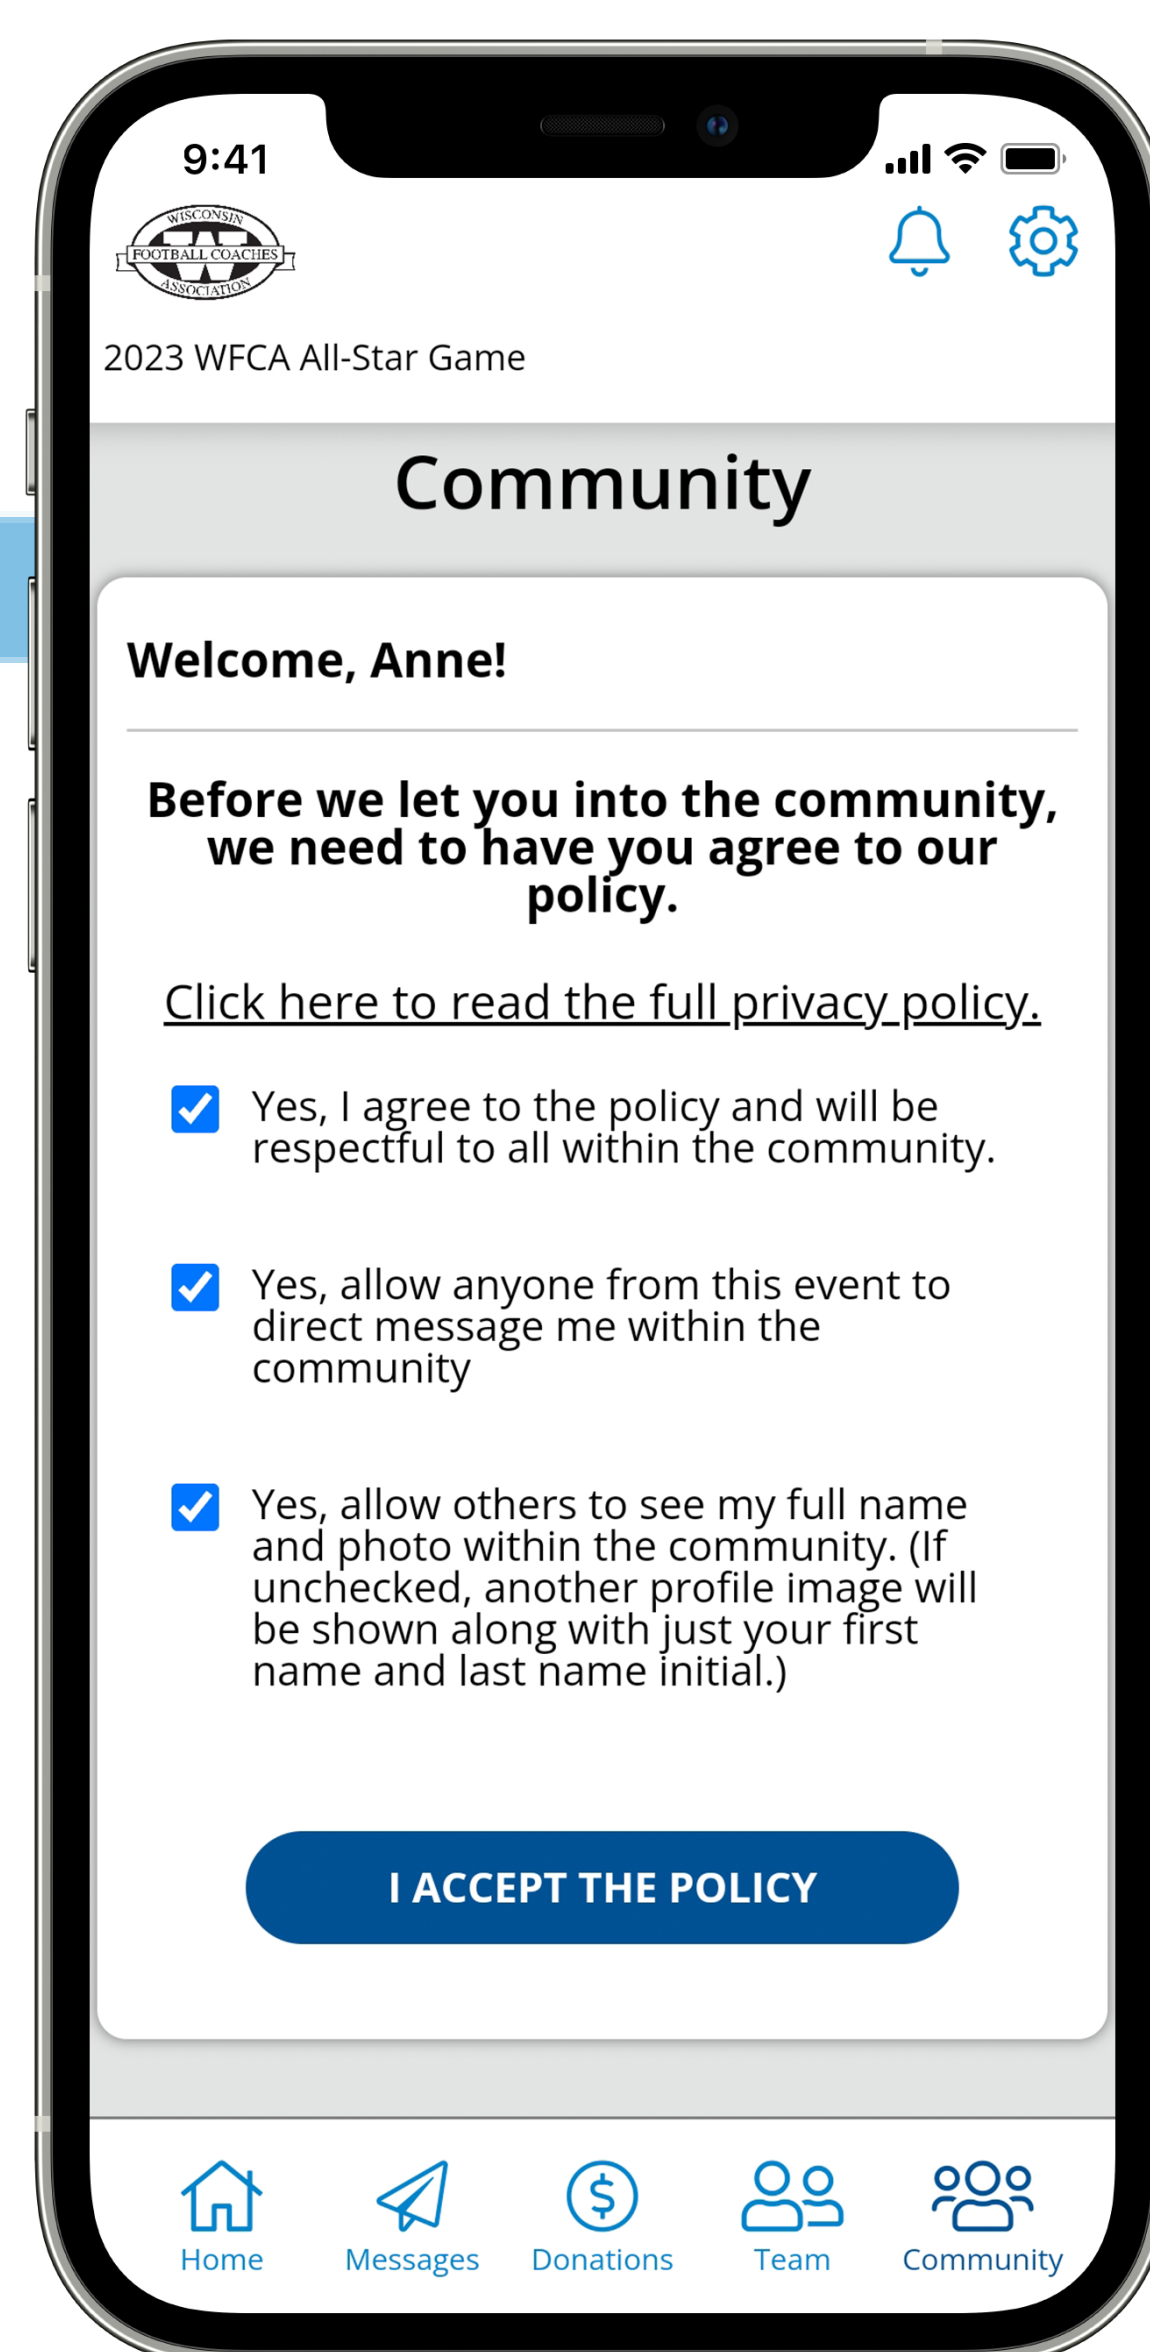 9:41
WISCONSIN
FOOTBALL COACHES
ASSOCIATION
2023 WFCA All-Star Game
Community
Welcome, Anne!
Before we let you into the community,
we need to have you agree to our
policy.
Click here to read the full privacy policy.
Yes, I agree to the policy and will be
respectful to all within the community.
Yes, allow anyone from this event to
direct message me within the
community
Yes, allow others to see my full name
and photo within the community. (If
unchecked, another profile image will
be shown along with just your first
name and last name initial.)
I ACCEPT THE POLICY
Home
Messages
Donations
Team
Community